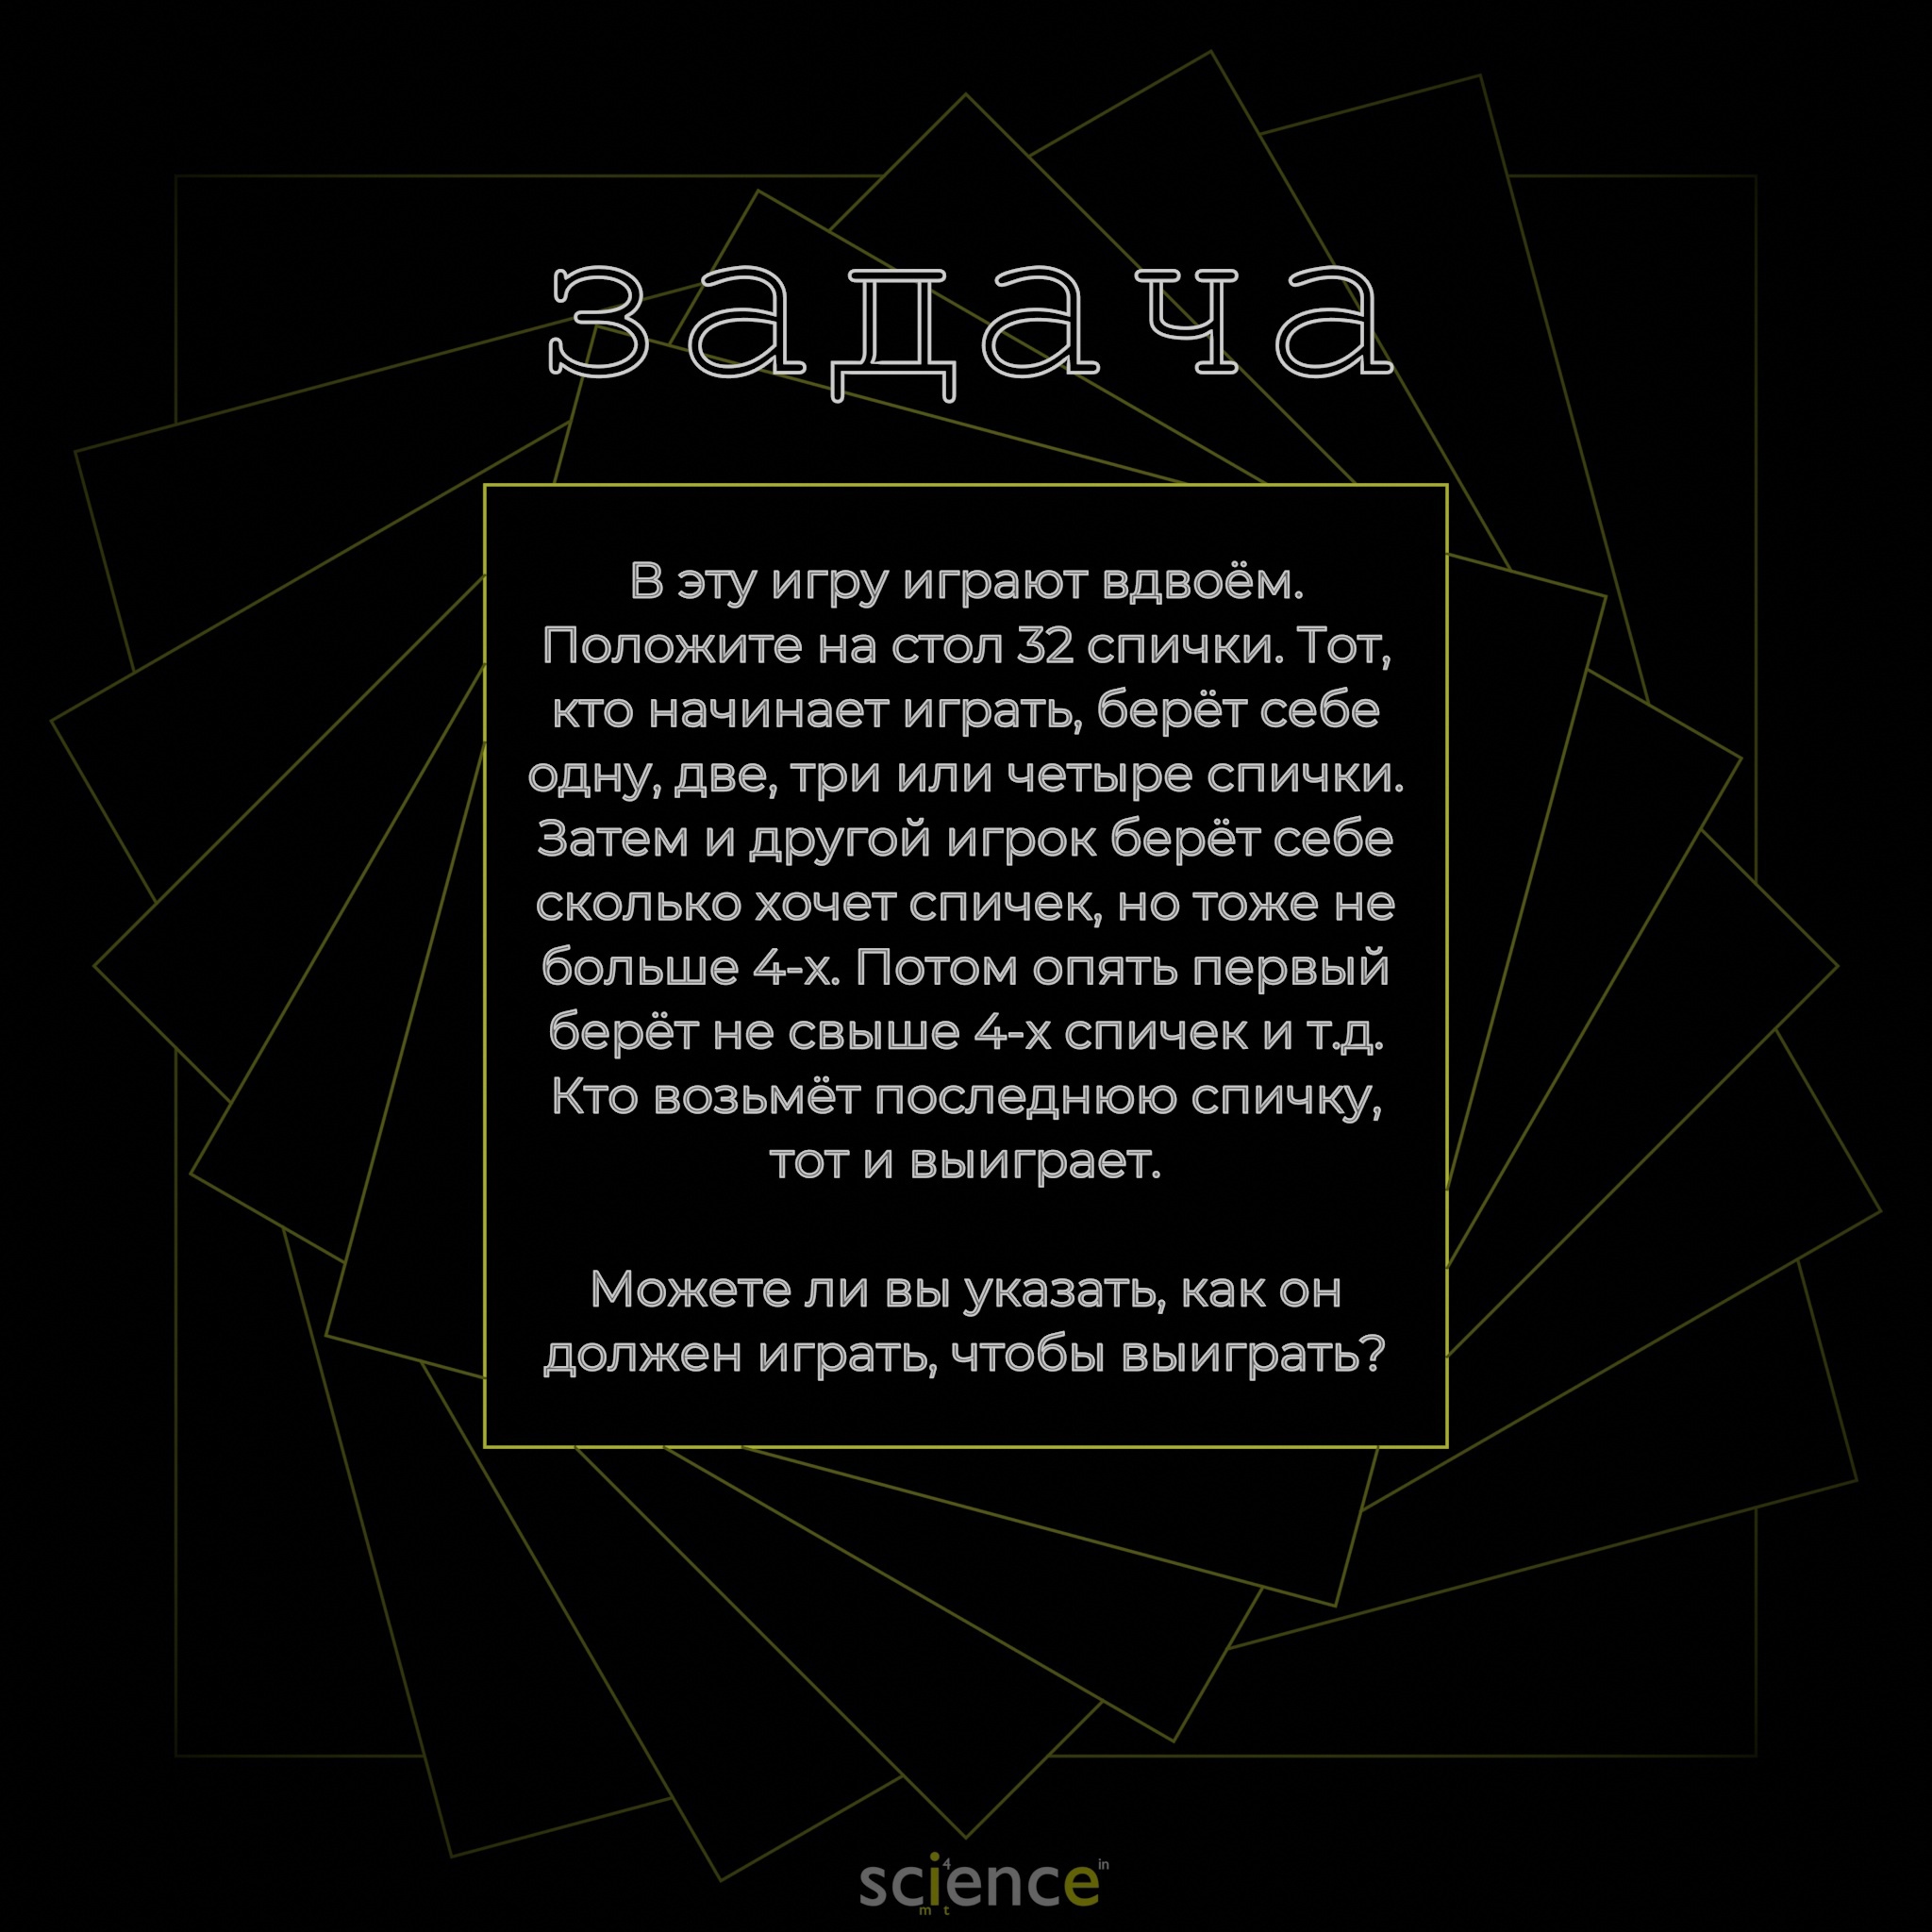 задача
В эту игру играют вдвоём.
Положите на стол 32 спички. Тот,
кто начинает играть, берёт себе
одну, две, три или четыре спички.
Затем и другой игрок берёт себе
сколько хочет спичек, но тоже не
больше 4-х. Потом опять первый
берёт не свыше 4-х спичек и т.д.
Кто возьмёт последнюю спичку,
тот и выиграет.
Можете ли вы указать, как он
должен играть, чтобы выиграть?
4 in
science
m t